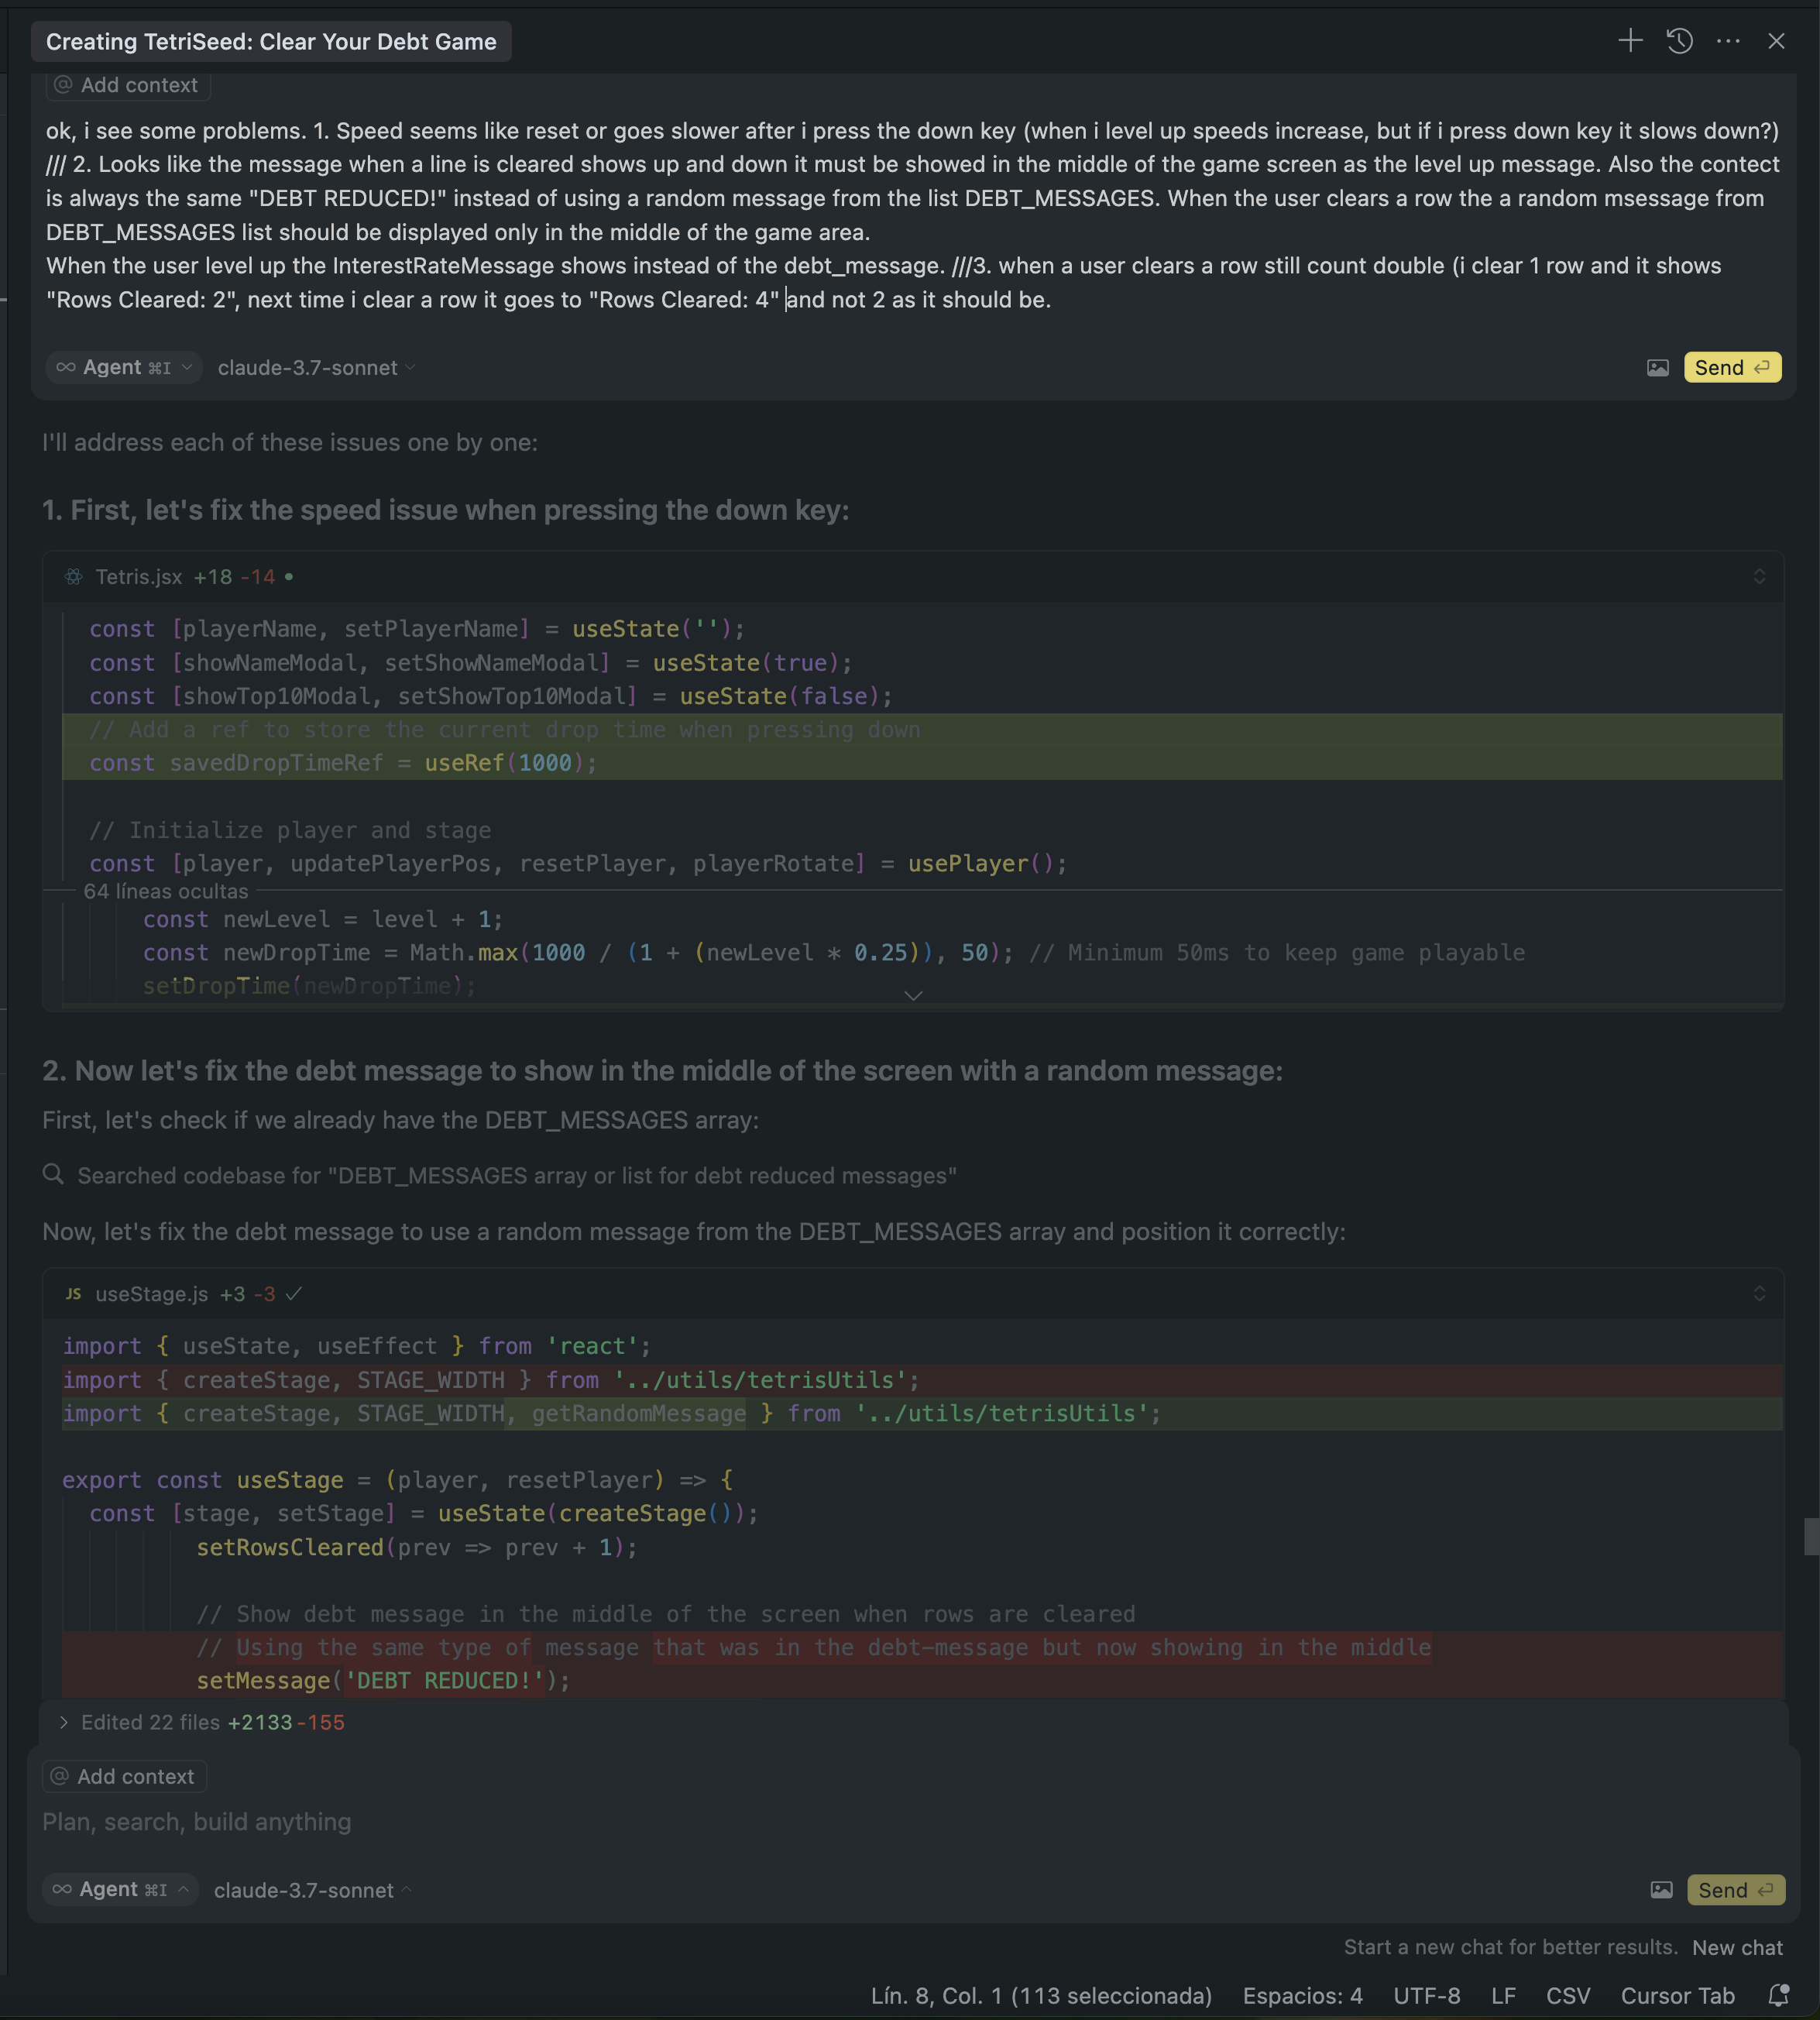 Creating TetriSeed: Clear Your Debt Game
@ Add context
ok, i see some problems. 1. Speed seems like reset or goes slower after i press the down key (when i level up speeds increase, but if i press down key it slows down?)
/// 2. Looks like the message when a line is cleared shows up and down it must be showed in the middle of the game screen as the level up message. Also the contect
is always the same "DEBT REDUCED!" instead of using a random message from the list DEBT_MESSAGES. When the user clears a row the a random msessage from
DEBT_MESSAGES list should be displayed only in the middle of the game area.
When the user level up the InterestRateMessage shows instead of the debt_message. ///3. when a user clears a row still count double (i clear 1 row and it shows
"Rows Cleared: 2", next time i clear a row it goes to "Rows Cleared: 4" and not 2 as it should be.
Agent ⌘I claude-3.7-sonnet Send
I'll address each of these issues one by one:
1. First, let's fix the speed issue when pressing the down key:
Tetris.jsx +18 -14
const [playerName, setPlayerName] = useState('');
const [showNameModal, setShowNameModal] = useState(true);
const [showTop10Modal, setShowTop10Modal] = useState(false);
// Add a ref to store the current drop time when pressing down
const savedDropTimeRef = useRef(1000);
// Initialize player and stage
const [player, updatePlayerPos, resetPlayer, playerRotate] = usePlayer();
64 líneas ocultas
const newLevel = level + 1;
const newDropTime = Math.max(1000 / (1 + (newLevel * 0.25)), 50); // Minimum 50ms to keep game playable
setDropTime(newDropTime);
2. Now let's fix the debt message to show in the middle of the screen with a random message:
First, let's check if we already have the DEBT_MESSAGES array:
Searched codebase for "DEBT_MESSAGES array or list for debt reduced messages"
Now, let's fix the debt message to use a random message from the DEBT_MESSAGES array and position it correctly:
JS useStage.js +3 -3
import { useState, useEffect } from 'react';
import { createStage, STAGE_WIDTH } from '../utils/tetrisUtils';
import { createStage, STAGE_WIDTH, getRandomMessage } from '../utils/tetrisUtils';
export const useStage = (player, resetPlayer) => {
const [stage, setStage] = useState(createStage());
setRowsCleared(prev => prev + 1);
// Show debt message in the middle of the screen when rows are cleared
// Using the same type of message that was in the debt-message but now showing in the middle
setMessage('DEBT REDUCED!');
Edited 22 files +2133 -155
@ Add context
Plan, search, build anything
Agent ⌘I claude-3.7-sonnet Send
Start a new chat for better results. New chat
Lín. 8, Col. 1 (113 seleccionada) Espacios: 4 UTF-8 LF CSV Cursor Tab